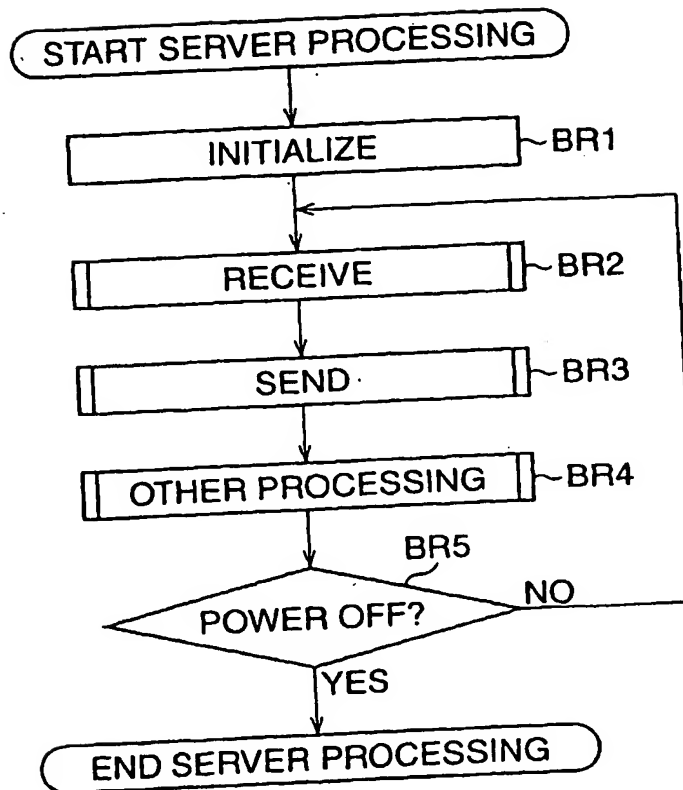 START SERVER PROCESSING
INITIALIZE
BR1
RECEIVE
BR2
SEND
BR3
OTHER PROCESSING
BR4
BR5
POWER OFF?
NO
YES
END SERVER PROCESSING